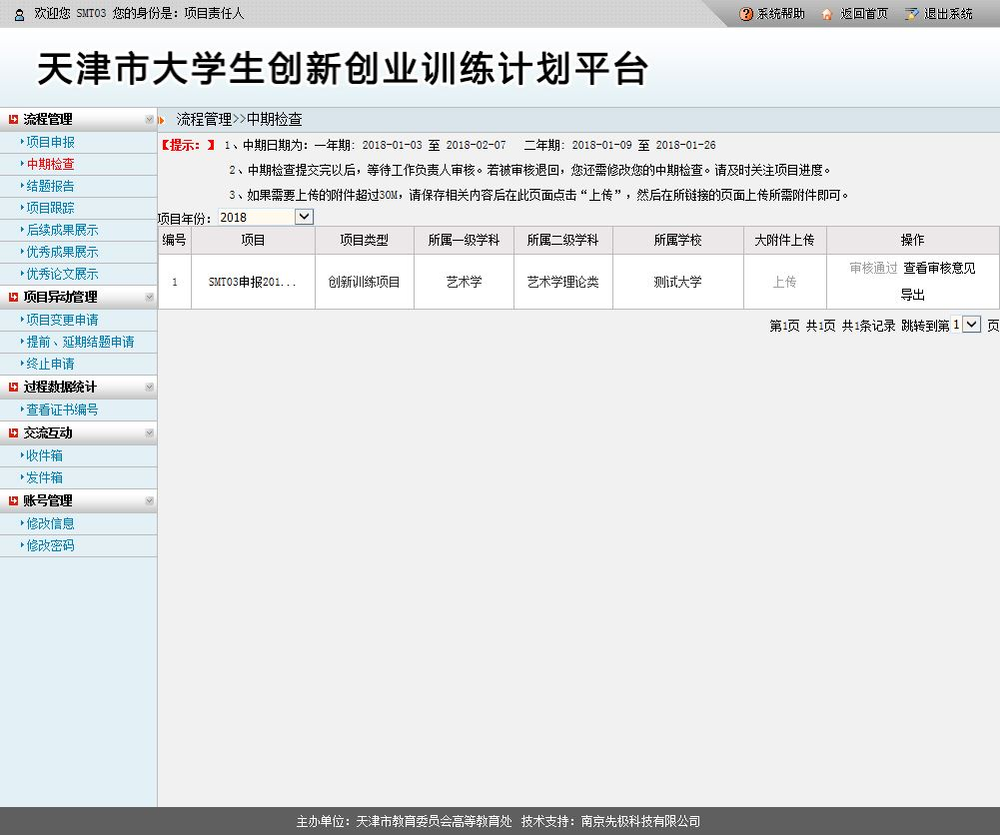 欢迎您 SMT03 您的身份是：项目责任人
系统帮助 返回首页 退出系统
天津市大学生创新创业训练计划平台
流程管理
项目申报
中期检查
结题报告
项目跟踪
后续成果展示
优秀成果展示
优秀论文展示
项目异动管理
项目变更申请
提前、延期结题申请
终止申请
过程数据统计
查看证书编号
交流互动
收件箱
发件箱
账号管理
修改信息
修改密码
流程管理>>中期检查
【提示：】 1、中期日期为：一年期：2018-01-03 至 2018-02-07 二年期：2018-01-09 至 2018-01-26
2、中期检查提交完以后，等待工作负责人审核。若被审核退回，您还需修改您的中期检查。请及时关注项目进度。
3、如果需要上传的附件超过30M，请保存相关内容后在此页面点击“上传”，然后在所链接的页面上传所需附件即可。
项目年份： 2018
编号 项目 项目类型 所属一级学科 所属二级学科 所属学校 大附件上传 操作
1 SMT03申报201... 创新训练项目 艺术学 艺术学理论类 测试大学 上传 审核通过 查看审核意见
导出
第1页 共1页 共1条记录 跳转到第 1 页
主办单位：天津市教育委员会高等教育处 技术支持：南京先极科技有限公司